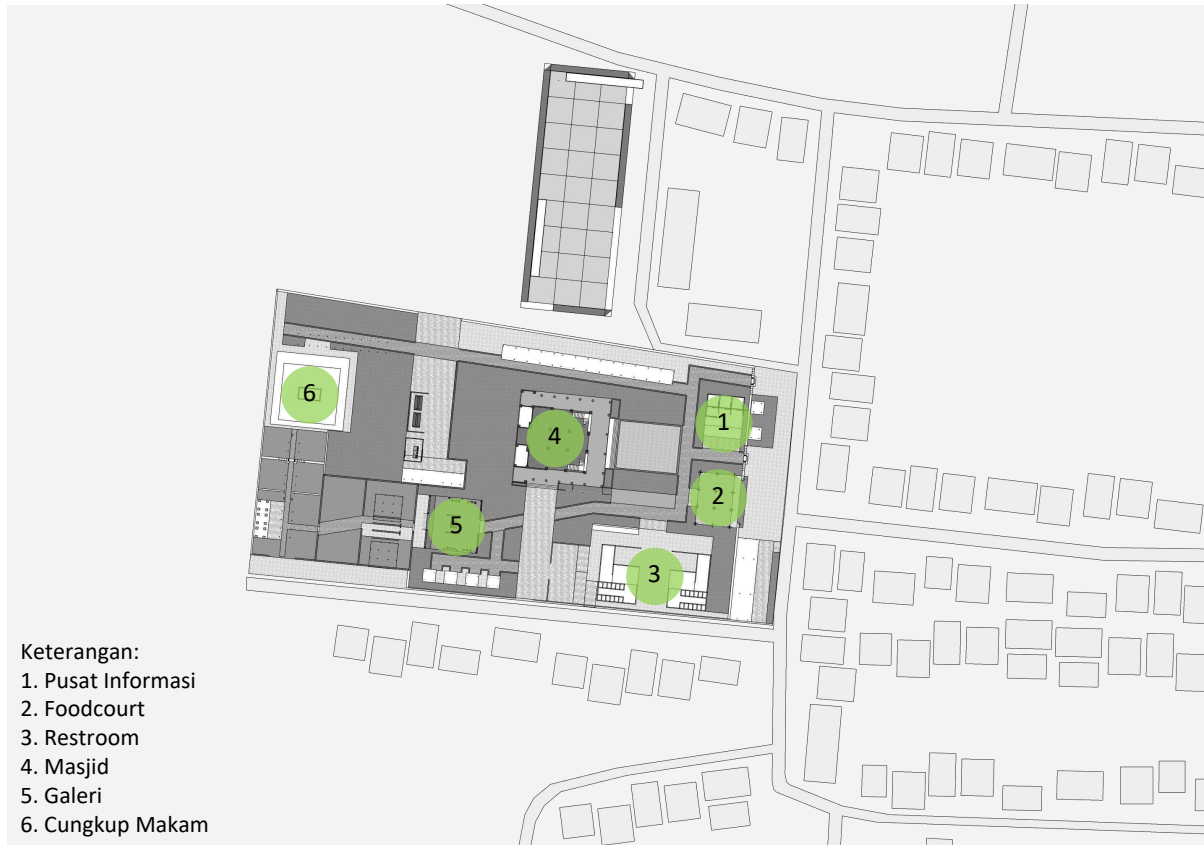 1
6
4
2
5
3
Keterangan:
1. Pusat Informasi
2. Foodcourt
3. Restroom
4. Masjid
5. Galeri
6. Cungkup Makam